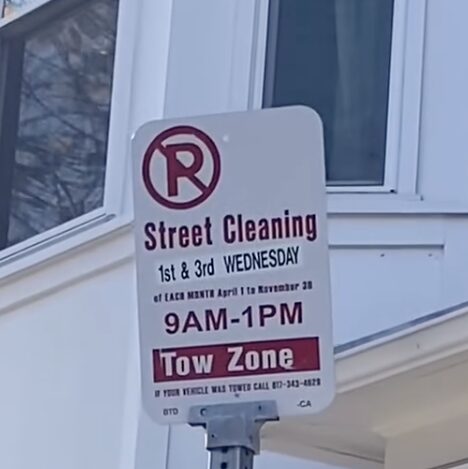 P
Street Cleaning
1st & 3rd WEDNESDAY
of EACH MONTH April 1 to November 30
9AM-1PM
Tow Zone
IF YOUR VEHICLE WAS TOWED CALL 617-343-4629
BTD -CA